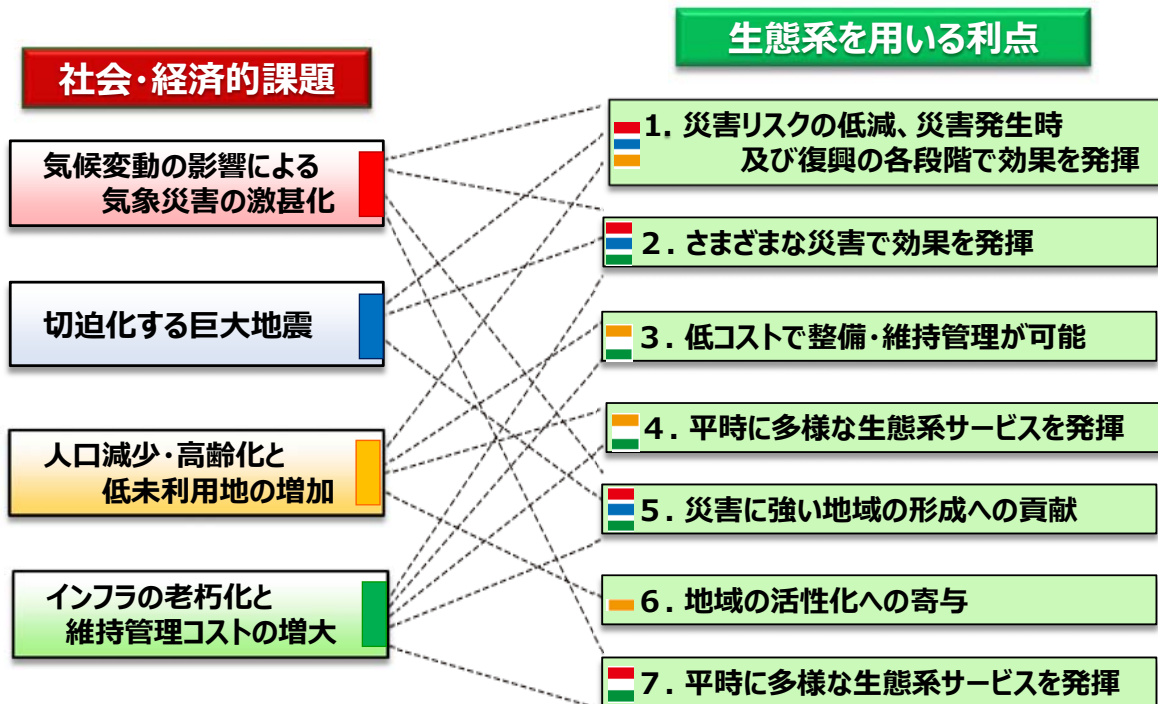 社会・経済的課題
気候変動の影響による
気象災害の激甚化
切迫化する巨大地震
人口減少・高齢化と
低未利用地の増加
インフラの老朽化と
維持管理コストの増大
生態系を用いる利点
1. 災害リスクの低減、災害発生時
及び復興の各段階で効果を発揮
2. さまざまな災害で効果を発揮
3. 低コストで整備・維持管理が可能
4. 平時に多様な生態系サービスを発揮
5. 災害に強い地域の形成への貢献
6. 地域の活性化への寄与
7. 平時に多様な生態系サービスを発揮